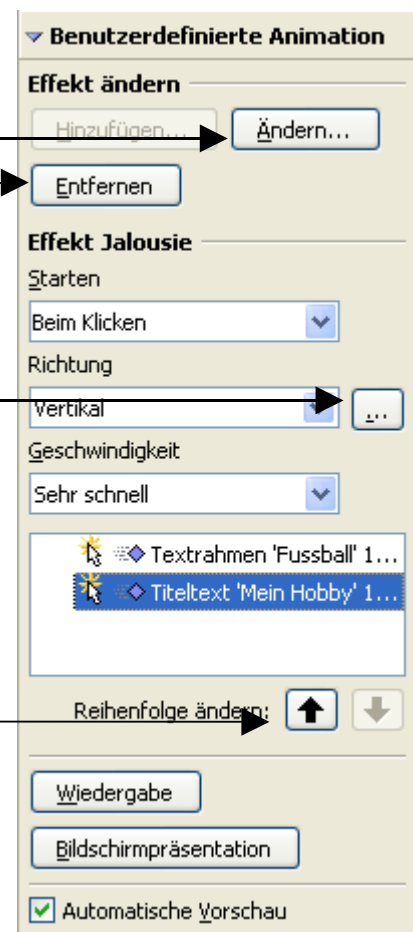 Benutzerdefinierte Animation
Effekt ändern
Hinzufügen... Ändern...
Entfernen
Effekt Jalousie
Starten
Beim Klicken
Richtung
Vertikal ...
Geschwindigkeit
Sehr schnell
Textrahmen 'Fussball' 1...
Titeltext 'Mein Hobby' 1...
Reihenfolge ändern:
Wiedergabe
Bildschirmpräsentation
Automatische Vorschau